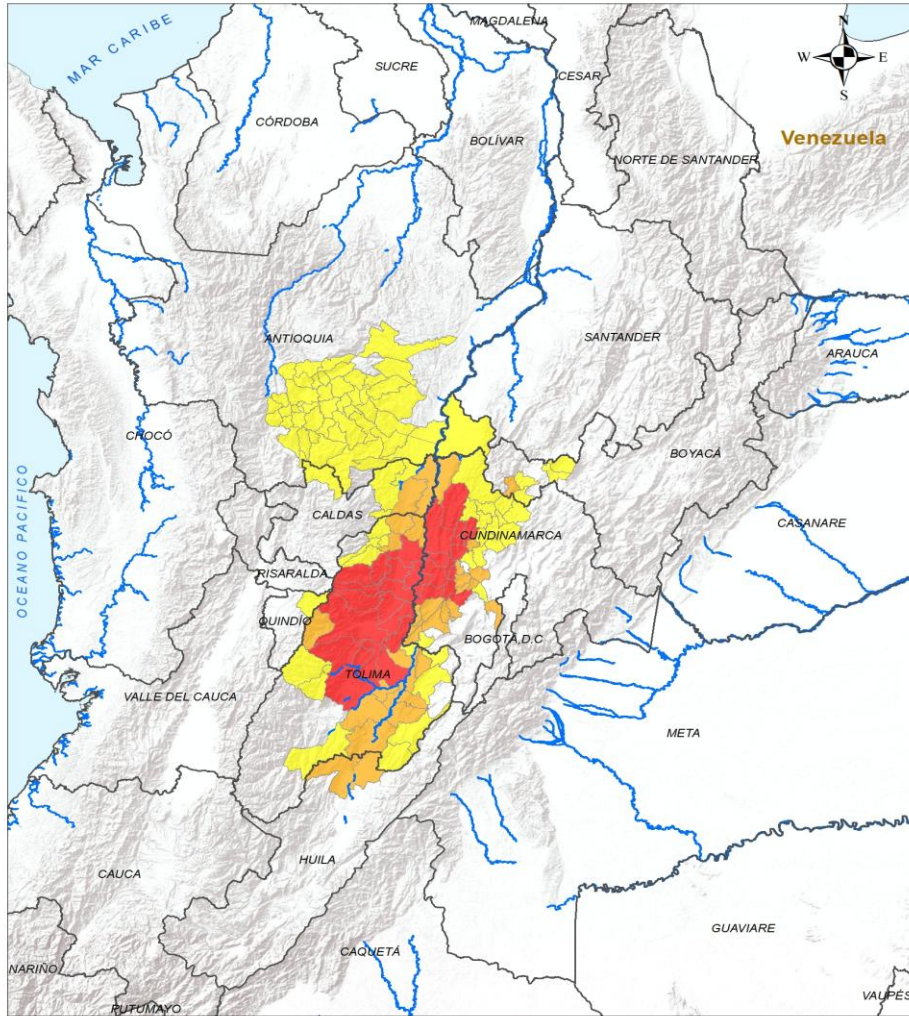 MAGDALENA
MAR CARIBE
N
SUCRE
W E
CESAR
S
CÓRDOBA
BOLÍVAR
Venezuela
NORTE DE SANTANDER
ANTIOQUIA
SANTANDER
ARAUCA
CHOCÓ
BOYACÁ
OCEANO PACIFICO
CALDAS
CASANARE
CUNDINAMARCA
RISARALDA
QUINDÍO
BOGOTÁ, D.C
TOLIMA
VALLE DEL CAUCA
META
HUILA
CAUCA
GUAVIARE
CAQUETÁ
NARIÑO
VAUPÉS
PUTUMAYO